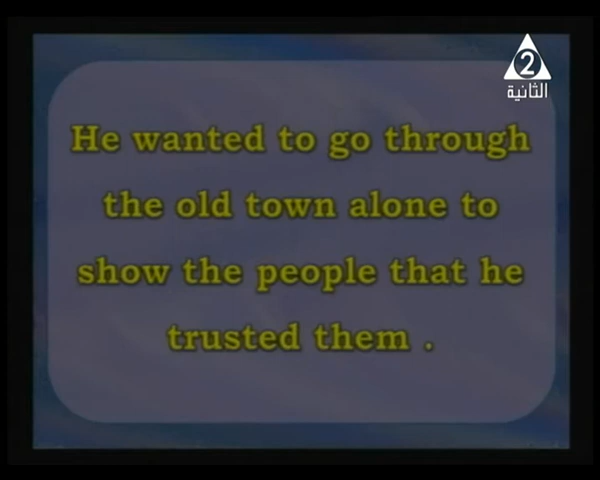 2
الثانية
He wanted to go through
the old town alone to
show the people that he
trusted them .